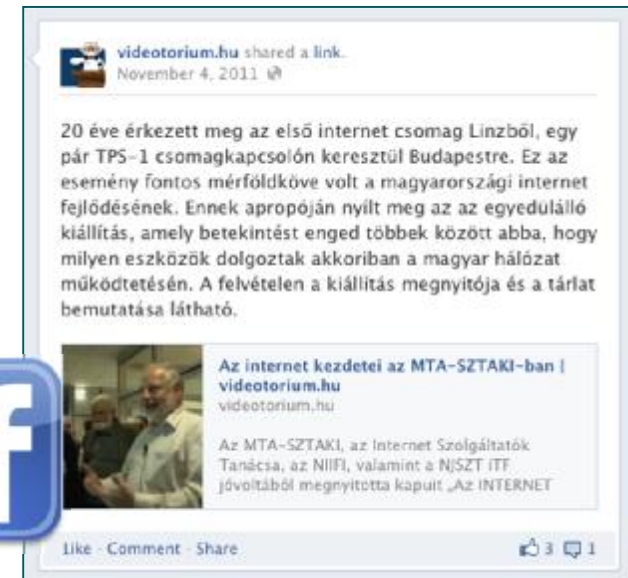 videotorium.hu shared a link.
November 4, 2011
20 éve érkezett meg az első internet csomag Linzből, egy
pár TPS-1 csomagkapcsolón keresztül Budapestre. Ez az
esemény fontos mérföldköve volt a magyarországi internet
fejlődésének. Ennek apropóján nyílt meg az az egyedülálló
kiállítás, amely betekintést enged többek között abba, hogy
milyen eszközök dolgoztak akkoriban a magyar hálózat
működtetésén. A felvételen a kiállítás megnyitója és a tárlat
bemutatása látható.
Az internet kezdetei az MTA-SZTAKI-ban |
videotorium.hu
videotorium.hu
Az MTA-SZTAKI, az Internet Szolgáltatók
Tanácsa, az NIIFI, valamint a NJSZT ITF
jóvoltából megnyitotta kapuit „Az INTERNET
f
Like · Comment · Share 3 1